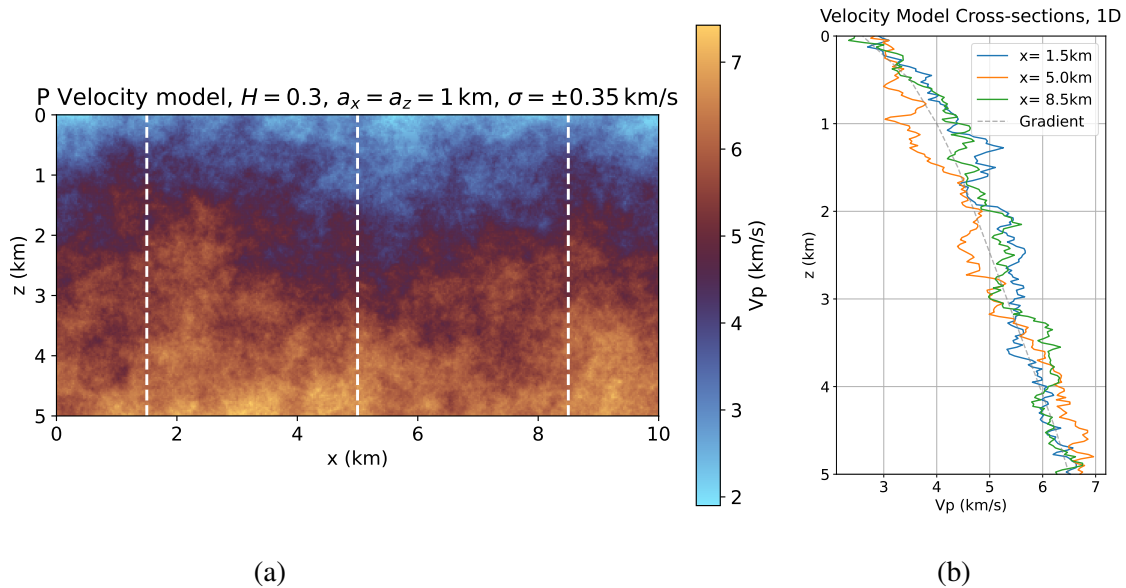 P Velocity model, H = 0.3, a_x = a_z = 1 km, σ = ±0.35 km/s
0
1
2
3
4
5
z (km)
0 2 4 6 8 10
x (km)
7
6
5
4
3
2
Vp (km/s)
(a)
Velocity Model Cross-sections, 1D
x= 1.5km
x= 5.0km
x= 8.5km
Gradient
0
1
2
3
4
5
z (km)
3 4 5 6 7
Vp (km/s)
(b)